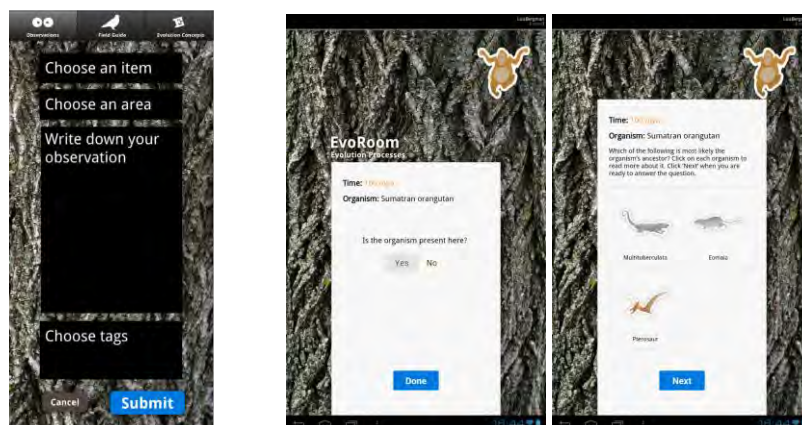 Observations Field Guide Evolution Concepts
Choose an item
Choose an area
Write down your
observation
Choose tags
Cancel Submit
EvoRoom
Evolution Processes
Time:
Organism: Sumatran orangutan
Is the organism present here?
Yes No
Done
Time:
Organism: Sumatran orangutan
Which of the following is most likely the
organism's ancestor? Click on each organism to
read more about it. Click 'Next' when you are
ready to answer the question.
Multituberculata Eomaia
Pterosaur
Next